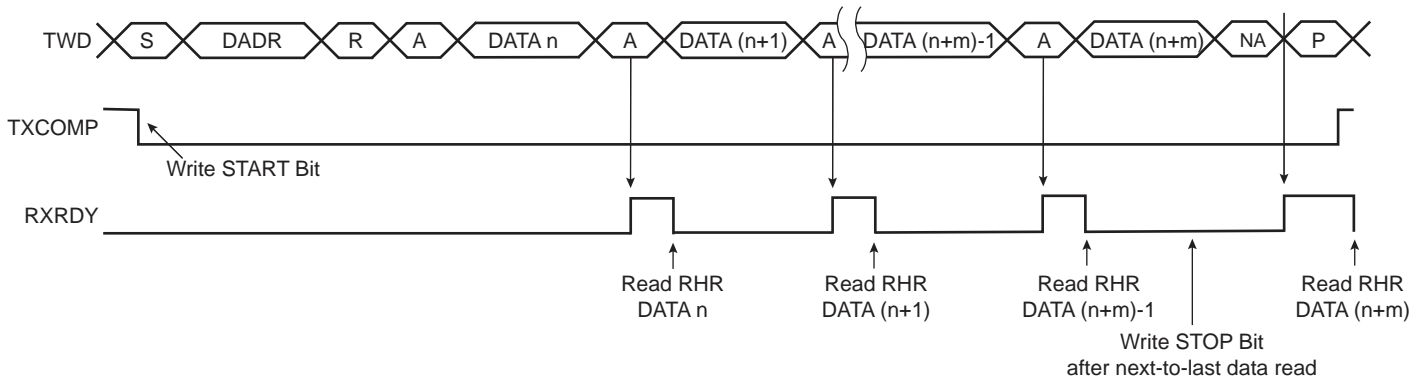 TWD S DADR R A DATA n A DATA (n+1) A DATA (n+m)-1 A DATA (n+m) NA P
TXCOMP
Write START Bit
RXRDY
Read RHR
DATA n
Read RHR
DATA (n+1)
Read RHR
DATA (n+m)-1
Read RHR
DATA (n+m)
Write STOP Bit
after next-to-last data read